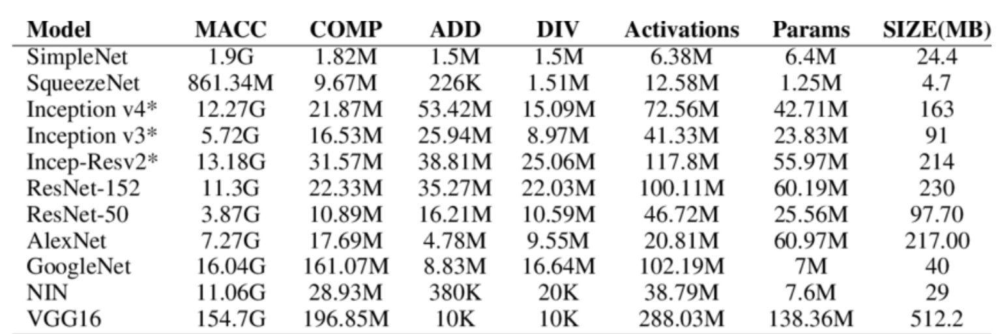 Model MACC COMP ADD DIV Activations Params SIZE(MB)
SimpleNet 1.9G 1.82M 1.5M 1.5M 6.38M 6.4M 24.4
SqueezeNet 861.34M 9.67M 226K 1.51M 12.58M 1.25M 4.7
Inception v4* 12.27G 21.87M 53.42M 15.09M 72.56M 42.71M 163
Inception v3* 5.72G 16.53M 25.94M 8.97M 41.33M 23.83M 91
Incep-Resv2* 13.18G 31.57M 38.81M 25.06M 117.8M 55.97M 214
ResNet-152 11.3G 22.33M 35.27M 22.03M 100.11M 60.19M 230
ResNet-50 3.87G 10.89M 16.21M 10.59M 46.72M 25.56M 97.70
AlexNet 7.27G 17.69M 4.78M 9.55M 20.81M 60.97M 217.00
GoogleNet 16.04G 161.07M 8.83M 16.64M 102.19M 7M 40
NIN 11.06G 28.93M 380K 20K 38.79M 7.6M 29
VGG16 154.7G 196.85M 10K 10K 288.03M 138.36M 512.2